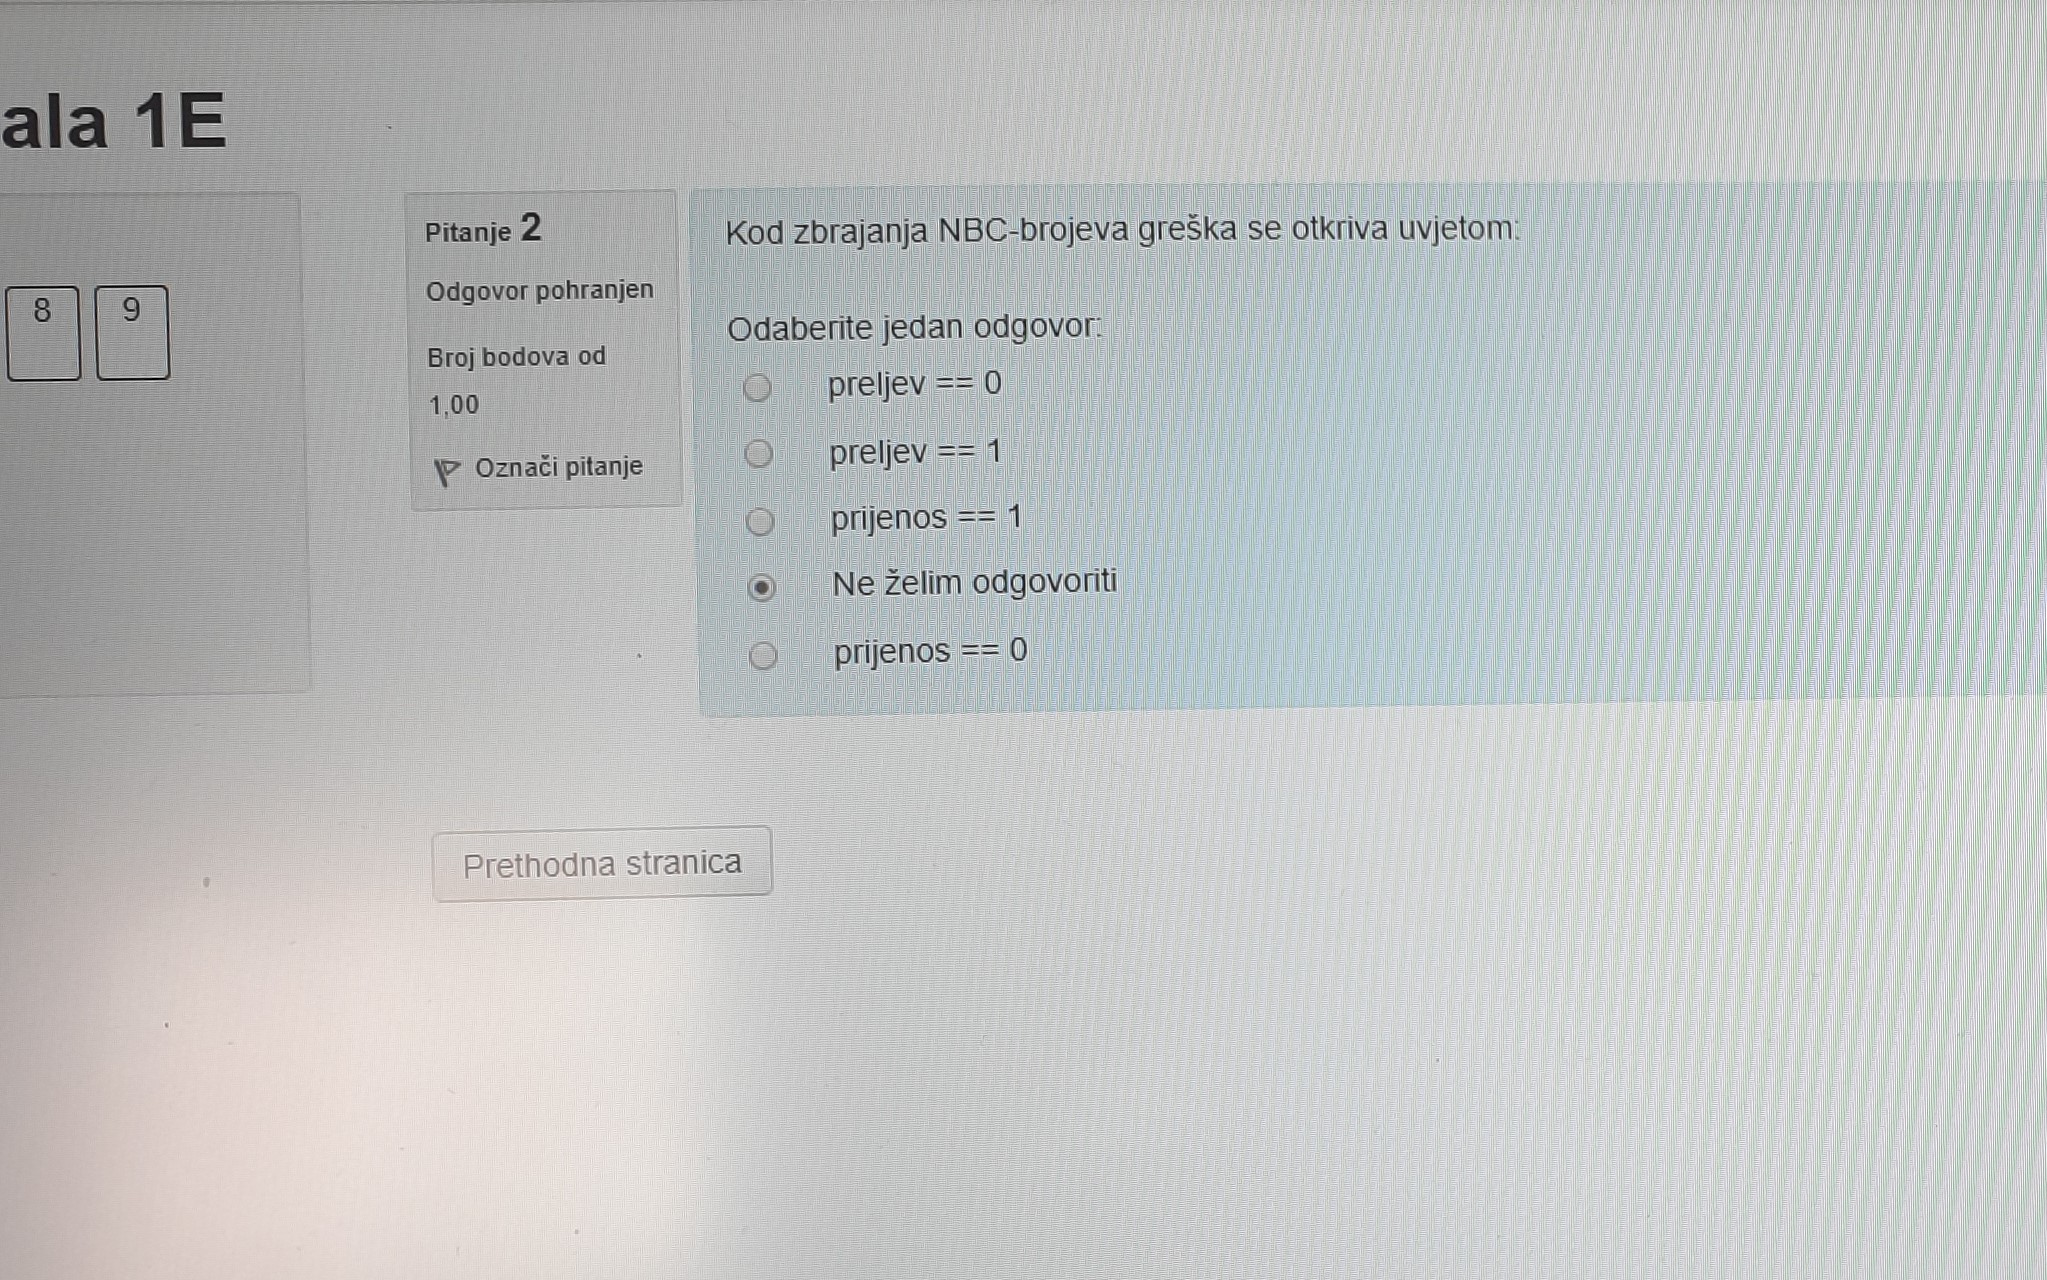 ala 1E
8 9
Pitanje 2
Odgovor pohranjen
Broj bodova od
1,00
Označi pitanje
Kod zbrajanja NBC-brojeva greška se otkriva uvjetom:
Odaberite jedan odgovor:
preljev == 0
preljev == 1
prijenos == 1
Ne želim odgovoriti
prijenos == 0
Prethodna stranica